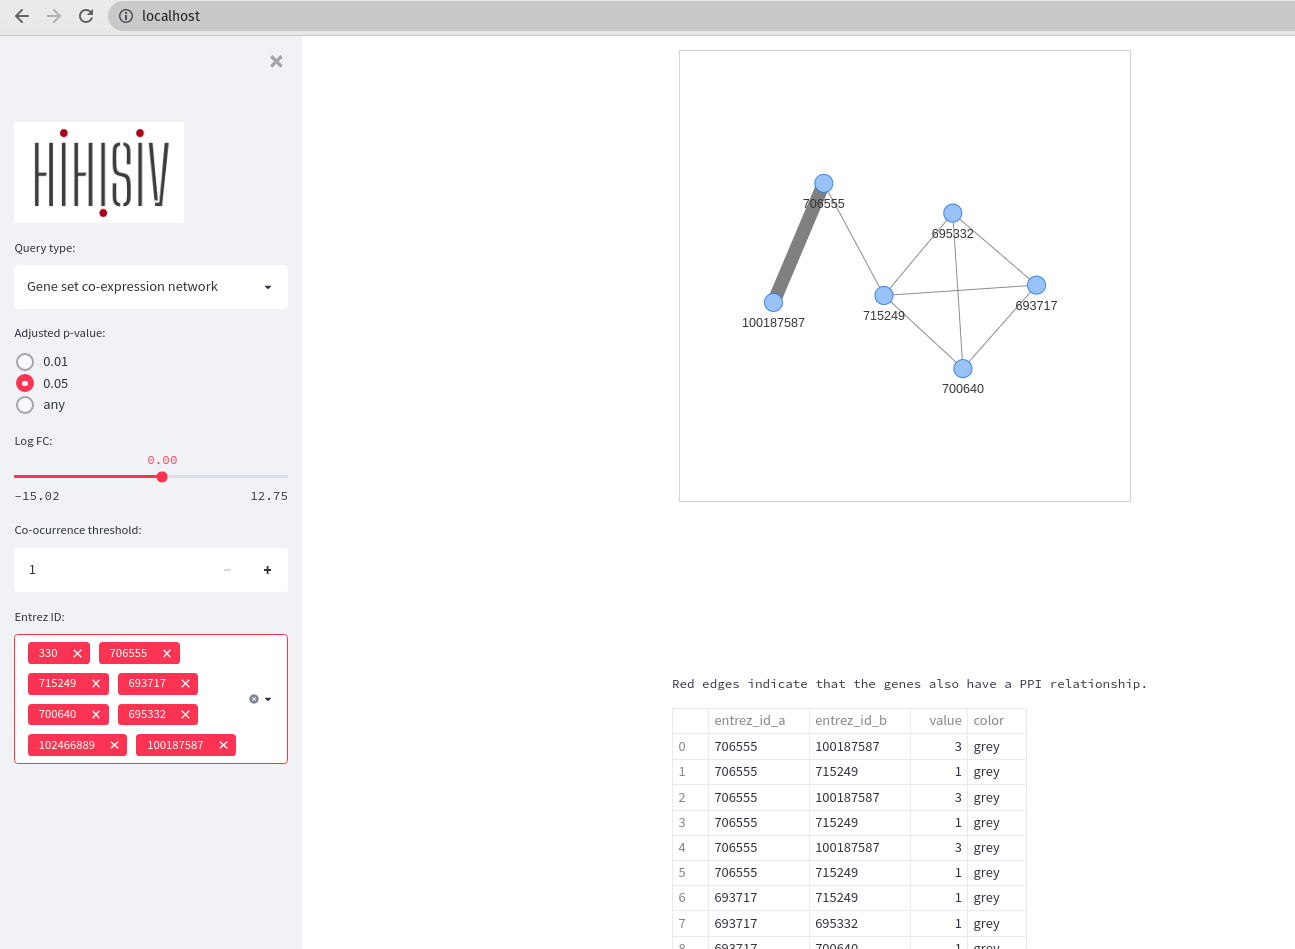 localhost
HIHISIV
Query type:
Gene set co-expression network
Adjusted p-value:
0.01
0.05
any
Log FC:
0.00
-15.02 12.75
Co-ocurrence threshold:
1
Entrez ID:
330 706555
715249 693717
700640 695332
102466889 100187587
706555
695332
693717
715249
100187587
700640
Red edges indicate that the genes also have a PPI relationship.
entrez_id_a entrez_id_b value color
0 706555 100187587 3 grey
1 706555 715249 1 grey
2 706555 100187587 3 grey
3 706555 715249 1 grey
4 706555 100187587 3 grey
5 706555 715249 1 grey
6 693717 715249 1 grey
7 693717 695332 1 grey
8 693717 700640 1 grey